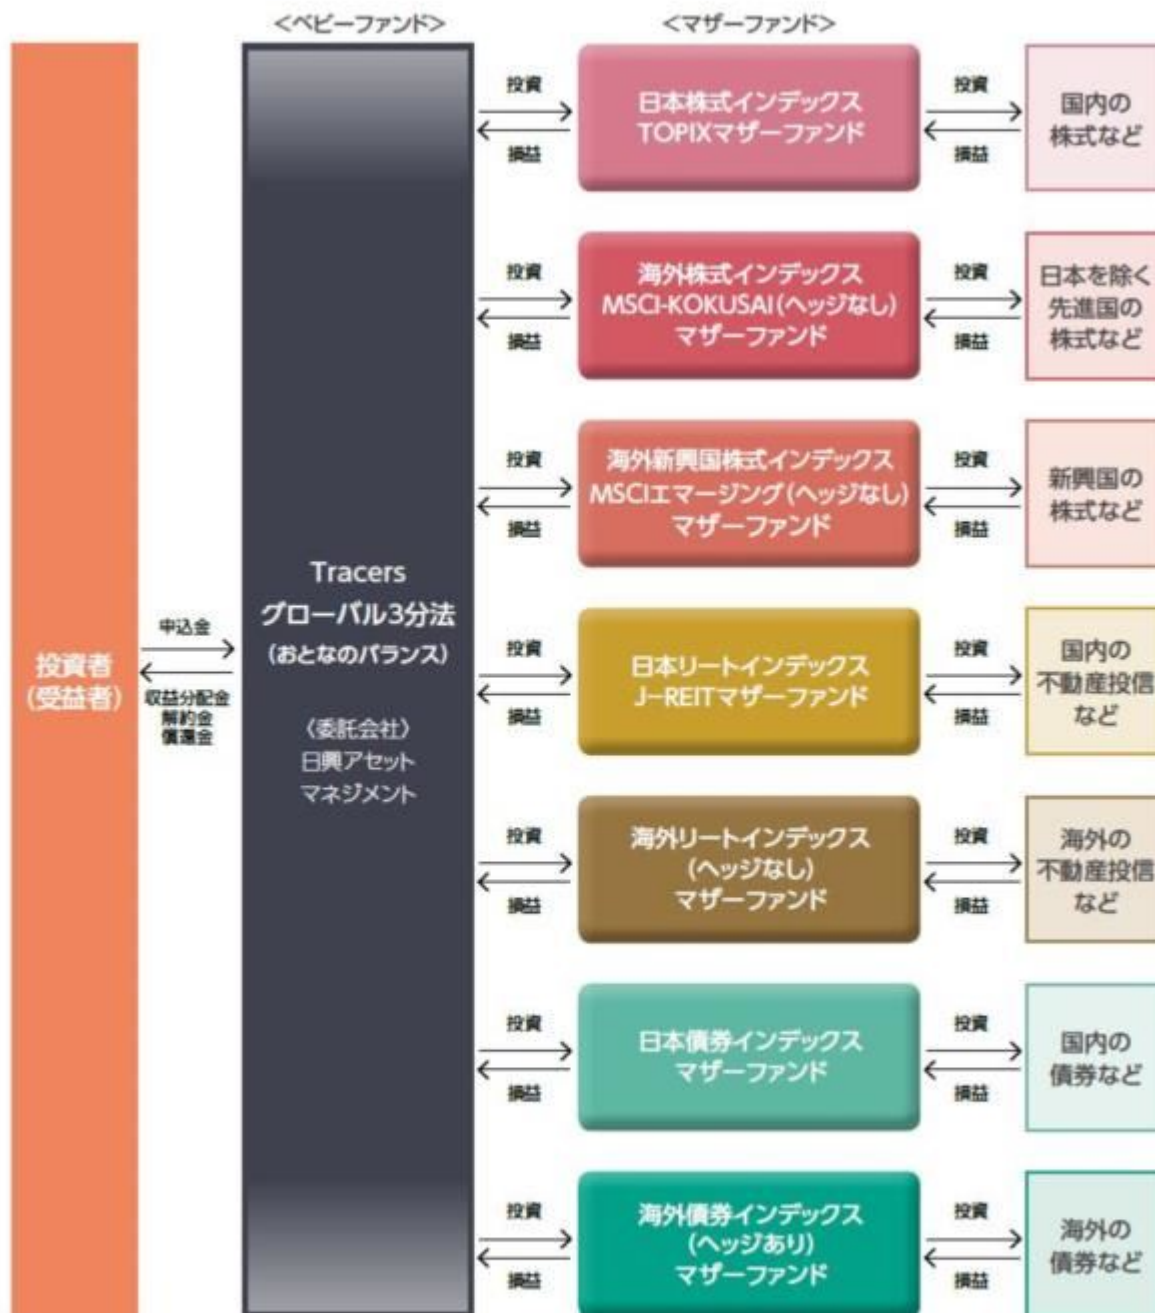 ＜ベビーファンド＞
＜マザーファンド＞
投資者
(受益者)
申込金
収益分配金
解約金
償還金
Tracers
グローバル3分法
(おとなのバランス)
〈委託会社〉
日興アセット
マネジメント
投資
損益
日本株式インデックス
TOPIXマザーファンド
投資
損益
国内の
株式など
投資
損益
海外株式インデックス
MSCI-KOKUSAI(ヘッジなし)
マザーファンド
投資
損益
日本を除く
先進国の
株式など
投資
損益
海外新興国株式インデックス
MSCIエマージング(ヘッジなし)
マザーファンド
投資
損益
新興国の
株式など
投資
損益
日本リートインデックス
J-REITマザーファンド
投資
損益
国内の
不動産投信
など
投資
損益
海外リートインデックス
(ヘッジなし)
マザーファンド
投資
損益
海外の
不動産投信
など
投資
損益
日本債券インデックス
マザーファンド
投資
損益
国内の
債券など
投資
損益
海外債券インデックス
(ヘッジあり)
マザーファンド
投資
損益
海外の
債券など